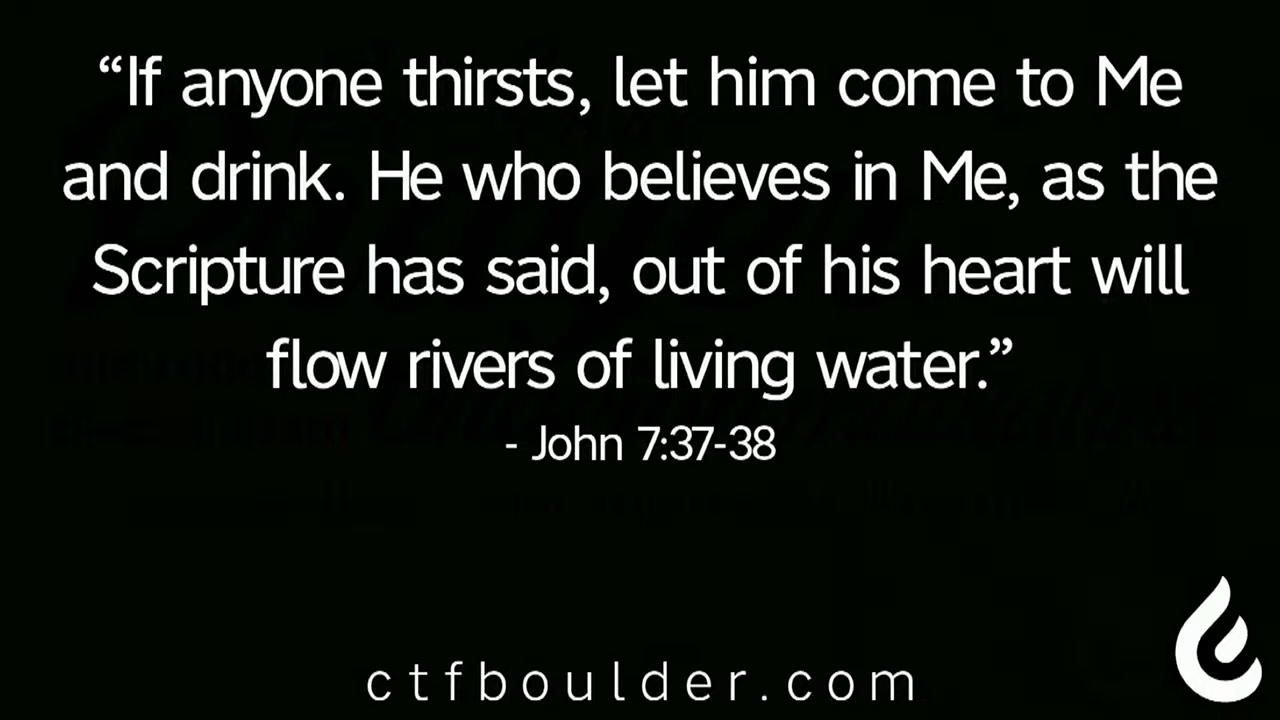 “If anyone thirsts, let him come to Me
and drink. He who believes in Me, as the
Scripture has said, out of his heart will
flow rivers of living water.”
- John 7:37-38
ctfboulder.com